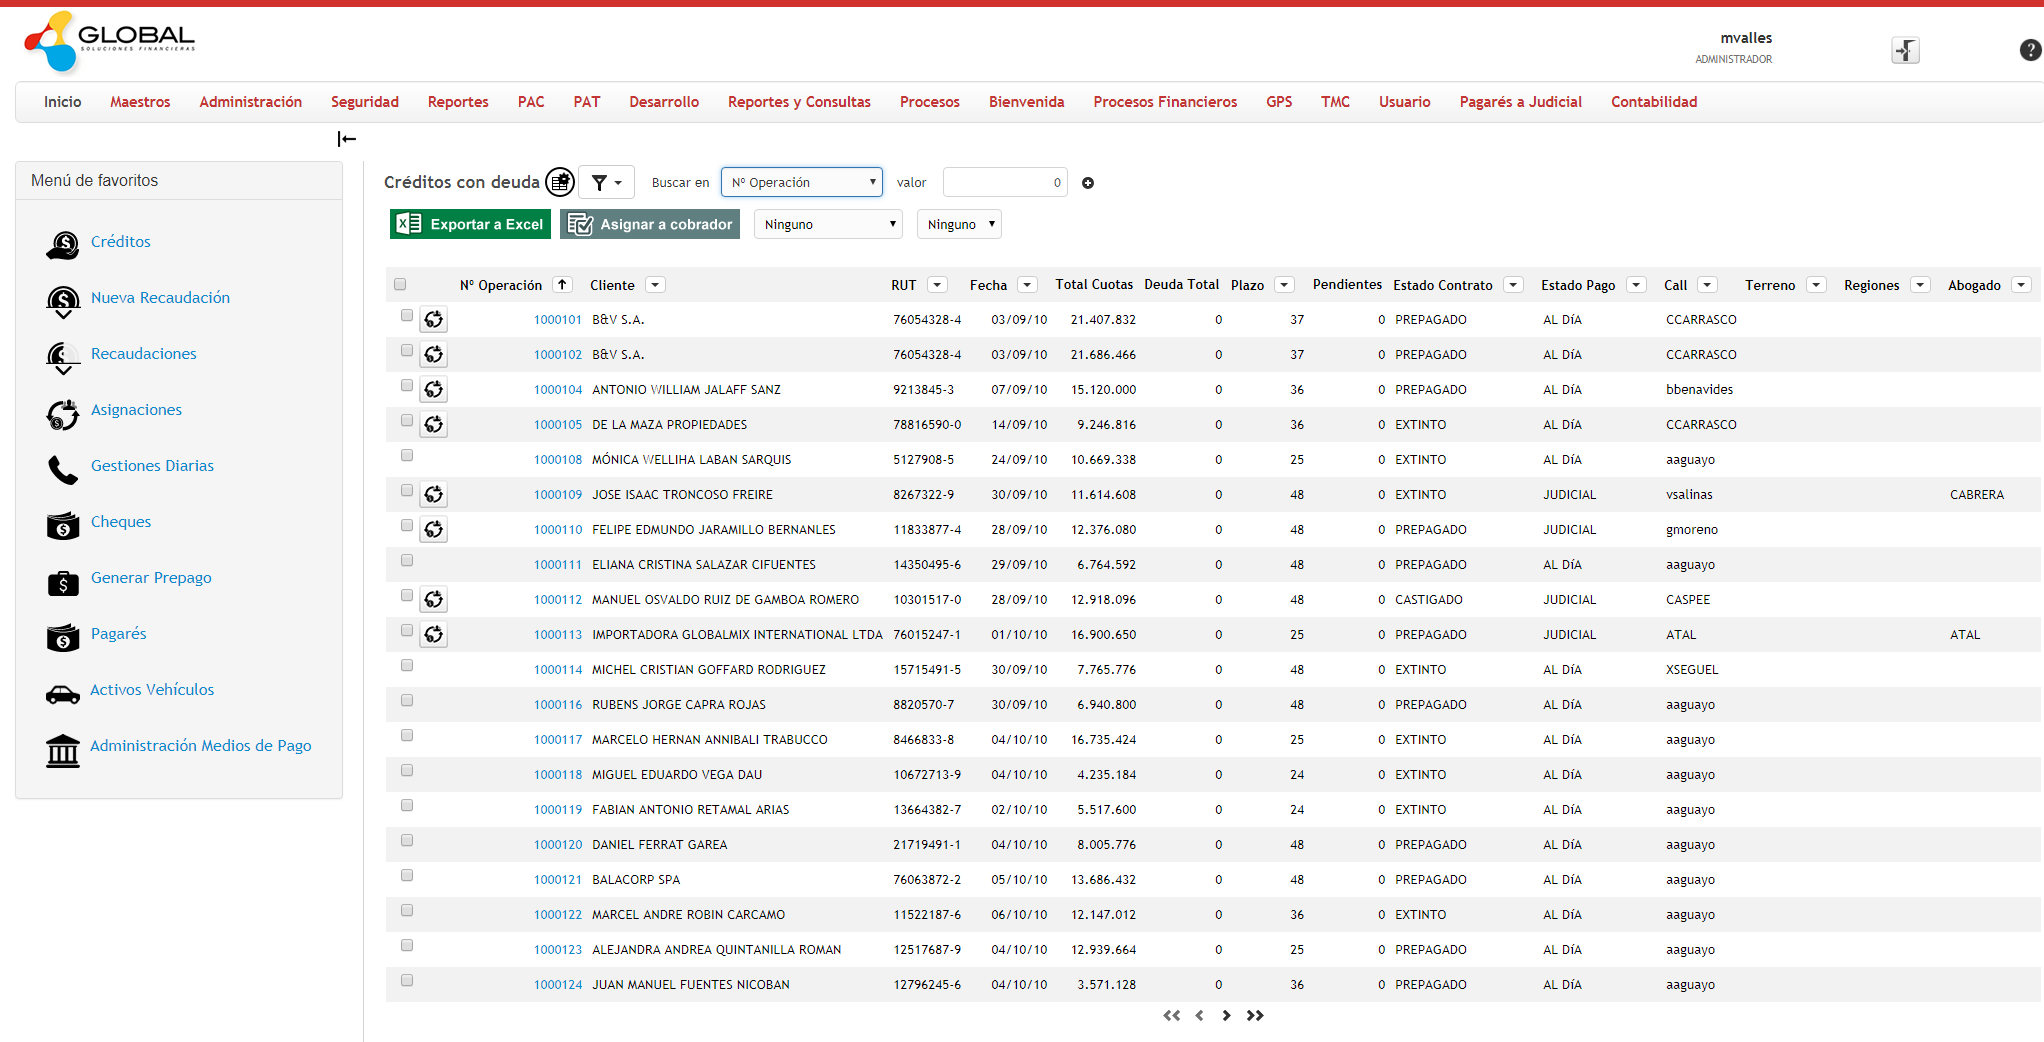 GLOBAL
SOLUCIONES FINANCIERAS
mvalles
ADMINISTRADOR
?
Inicio Maestros Administración Seguridad Reportes PAC PAT Desarrollo Reportes y Consultas Procesos Bienvenida Procesos Financieros GPS TMC Usuario Pagarés a Judicial Contabilidad
Menú de favoritos
Créditos
Nueva Recaudación
Recaudaciones
Asignaciones
Gestiones Diarias
Cheques
Generar Prepago
Pagarés
Activos Vehículos
Administración Medios de Pago
Créditos con deuda Buscar en Nº Operación valor 0
Exportar a Excel Asignar a cobrador Ninguno Ninguno
Nº Operación Cliente RUT Fecha Total Cuotas Deuda Total Plazo Pendientes Estado Contrato Estado Pago Call Terreno Regiones Abogado
1000101 B&V S.A. 76054328-4 03/09/10 21.407.832 0 37 0 PREPAGADO AL DíA CCARRASCO
1000102 B&V S.A. 76054328-4 03/09/10 21.686.466 0 37 0 PREPAGADO AL DíA CCARRASCO
1000104 ANTONIO WILLIAM JALAFF SANZ 9213845-3 07/09/10 15.120.000 0 36 0 PREPAGADO AL DíA bbenavides
1000105 DE LA MAZA PROPIEDADES 78816590-0 14/09/10 9.246.816 0 36 0 EXTINTO AL DíA CCARRASCO
1000108 MÓNICA WELLIHA LABAN SARQUIS 5127908-5 24/09/10 10.669.338 0 25 0 EXTINTO AL DíA aaguayo
1000109 JOSE ISAAC TRONCOSO FREIRE 8267322-9 30/09/10 11.614.608 0 48 0 EXTINTO JUDICIAL vsalinas CABRERA
1000110 FELIPE EDMUNDO JARAMILLO BERNANLES 11833877-4 28/09/10 12.376.080 0 48 0 PREPAGADO JUDICIAL gmoreno
1000111 ELIANA CRISTINA SALAZAR CIFUENTES 14350495-6 29/09/10 6.764.592 0 48 0 PREPAGADO AL DíA aaguayo
1000112 MANUEL OSVALDO RUIZ DE GAMBOA ROMERO 10301517-0 28/09/10 12.918.096 0 48 0 CASTIGADO JUDICIAL CASPEE
1000113 IMPORTADORA GLOBALMIX INTERNATIONAL LTDA 76015247-1 01/10/10 16.900.650 0 25 0 PREPAGADO JUDICIAL ATAL ATAL
1000114 MICHEL CRISTIAN GOFFARD RODRIGUEZ 15715491-5 30/09/10 7.765.776 0 48 0 EXTINTO AL DíA XSEGUEL
1000116 RUBENS JORGE CAPRA ROJAS 8820570-7 30/09/10 6.940.800 0 48 0 PREPAGADO AL DíA aaguayo
1000117 MARCELO HERNAN ANNIBALI TRABUCCO 8466833-8 04/10/10 16.735.424 0 25 0 EXTINTO AL DíA aaguayo
1000118 MIGUEL EDUARDO VEGA DAU 10672713-9 04/10/10 4.235.184 0 24 0 EXTINTO AL DíA aaguayo
1000119 FABIAN ANTONIO RETAMAL ARIAS 13664382-7 02/10/10 5.517.600 0 24 0 EXTINTO AL DíA aaguayo
1000120 DANIEL FERRAT GAREA 21719491-1 04/10/10 8.005.776 0 48 0 PREPAGADO AL DíA aaguayo
1000121 BALACORP SPA 76063872-2 05/10/10 13.686.432 0 48 0 PREPAGADO AL DíA aaguayo
1000122 MARCEL ANDRE ROBIN CARCAMO 11522187-6 06/10/10 12.147.012 0 36 0 EXTINTO AL DíA aaguayo
1000123 ALEJANDRA ANDREA QUINTANILLA ROMAN 12517687-9 04/10/10 12.939.664 0 25 0 PREPAGADO AL DíA aaguayo
1000124 JUAN MANUEL FUENTES NICOBAN 12796245-6 04/10/10 3.571.128 0 36 0 PREPAGADO AL DíA aaguayo